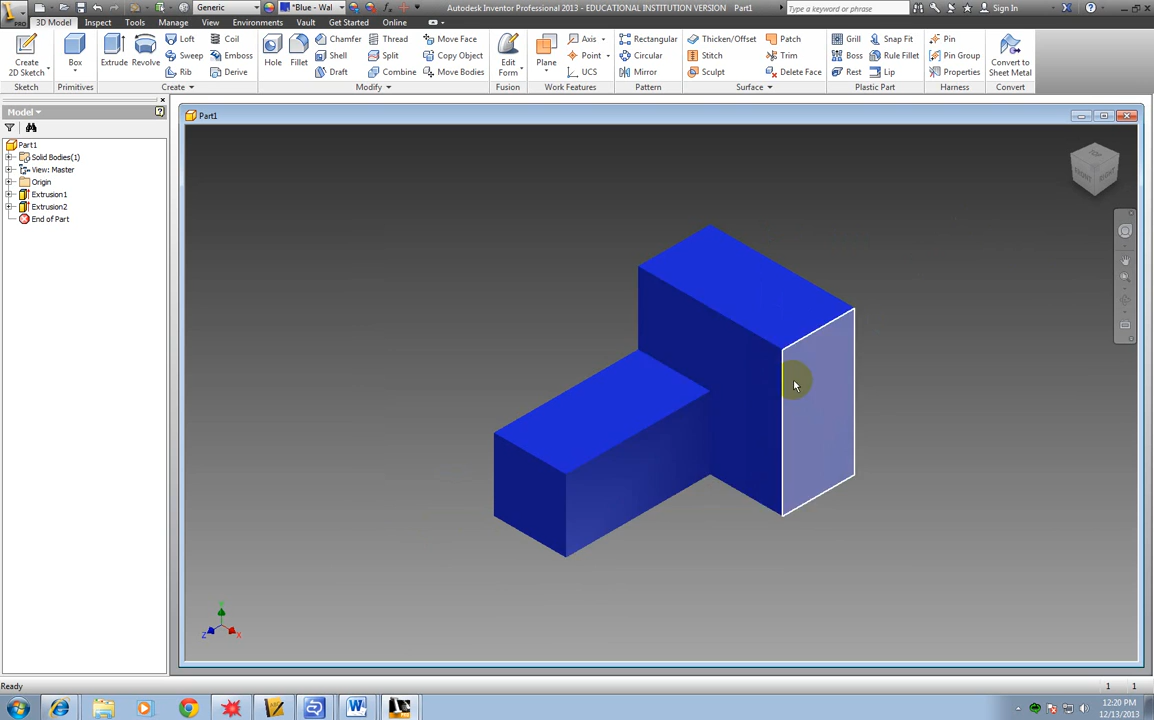 PRO
Generic
*Blue - Wal
Autodesk Inventor Professional 2013 - EDUCATIONAL INSTITUTION VERSION Part1
Type a keyword or phrase
Sign In
3D Model Inspect Tools Manage View Environments Vault Get Started Online
Create
2D Sketch
Box
Extrude Revolve
Loft Coil
Sweep Emboss
Rib Derive
Hole Fillet
Chamfer Thread Move Face
Shell Split Copy Object
Draft Combine Move Bodies
Edit
Form
Plane
Axis
Point
UCS
Rectangular
Circular
Mirror
Thicken/Offset Patch
Stitch Trim
Sculpt Delete Face
Grill Snap Fit
Boss Rule Fillet
Rest Lip
Pin
Pin Group
Properties
Convert to
Sheet Metal
Sketch Primitives Create Modify Fusion Work Features Pattern Surface Plastic Part Harness Convert
Model
Part1
Solid Bodies(1)
View: Master
Origin
Extrusion1
Extrusion2
End of Part
Part1
TOP
FRONT RIGHT
Z X
Ready
1 1
12:20 PM
12/13/2013